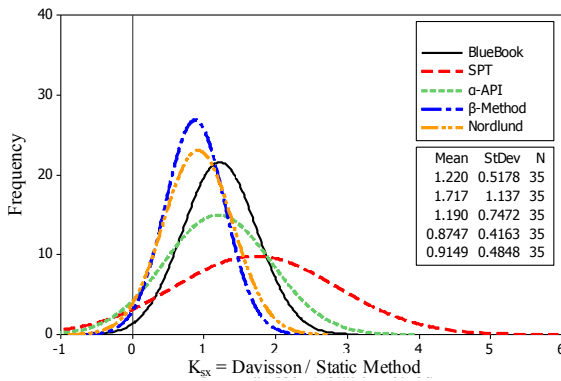 BlueBook
SPT
α-API
β-Method
Nordlund
Mean StDev N
1.220 0.5178 35
1.717 1.137 35
1.190 0.7472 35
0.8747 0.4163 35
0.9149 0.4848 35
Frequency
40
30
20
10
0
-1 0 1 2 3 4 5 6
Ksx = Davisson / Static Method